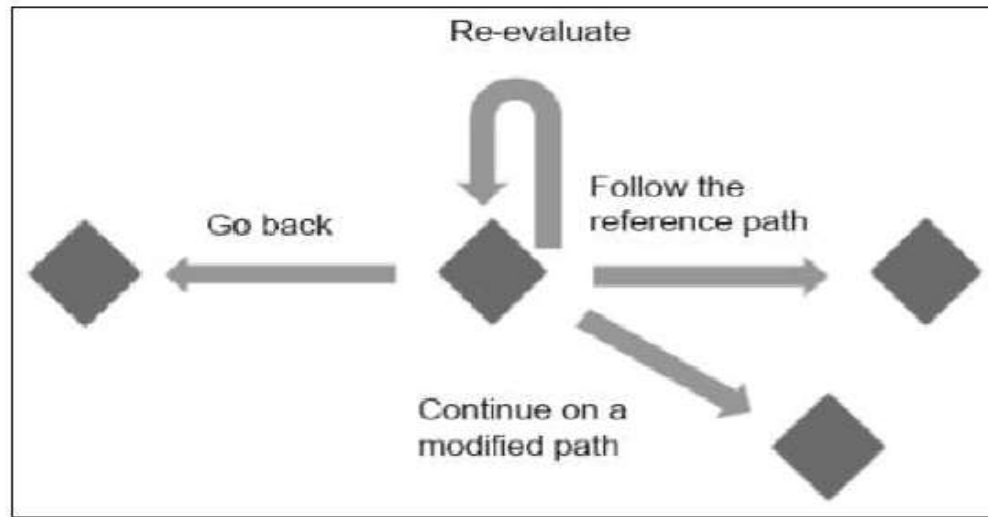 Re-evaluate
Follow the
reference path
Go back
Continue on a
modified path